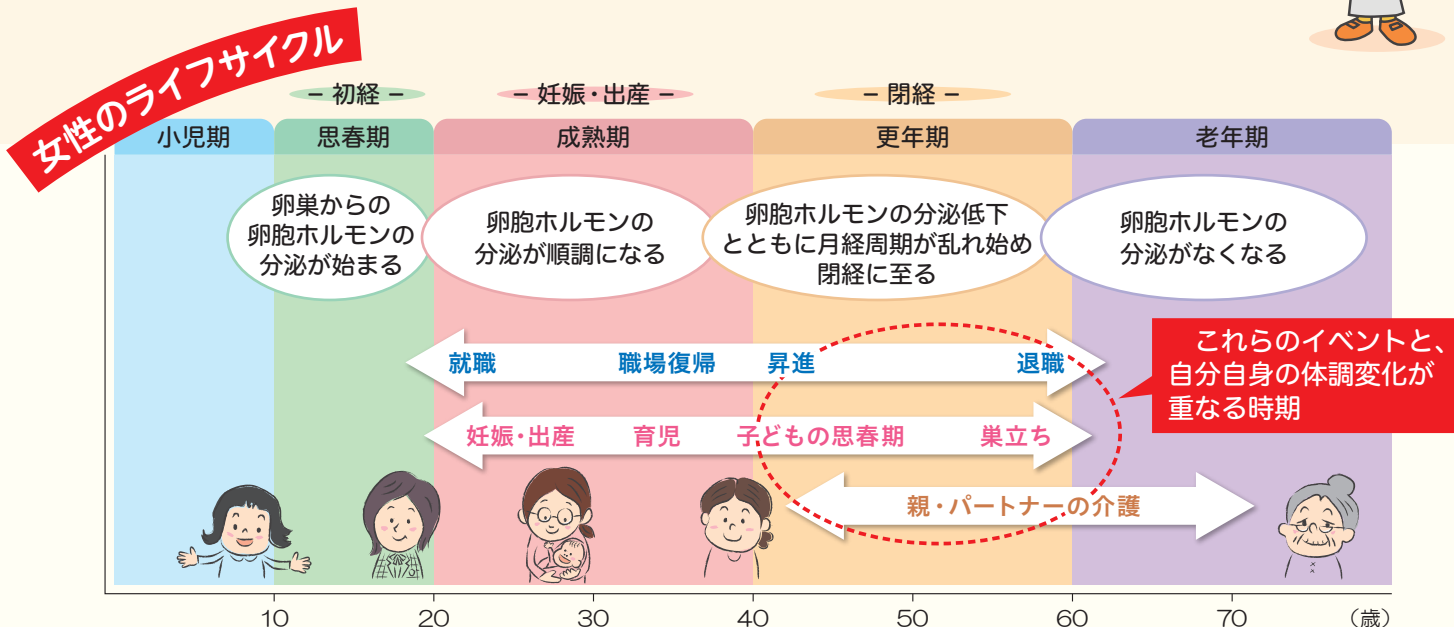 女性のライフサイクル
− 初経 −
− 妊娠・出産 −
− 閉経 −
小児期
思春期
成熟期
更年期
老年期
卵巣からの
卵胞ホルモンの
分泌が始まる
卵胞ホルモンの
分泌が順調になる
卵胞ホルモンの分泌低下
とともに月経周期が乱れ始め
閉経に至る
卵胞ホルモンの
分泌がなくなる
就職
職場復帰
昇進
退職
これらのイベントと、
自分自身の体調変化が
重なる時期
妊娠・出産
育児
子どもの思春期
巣立ち
親・パートナーの介護
10
20
30
40
50
60
70
（歳）